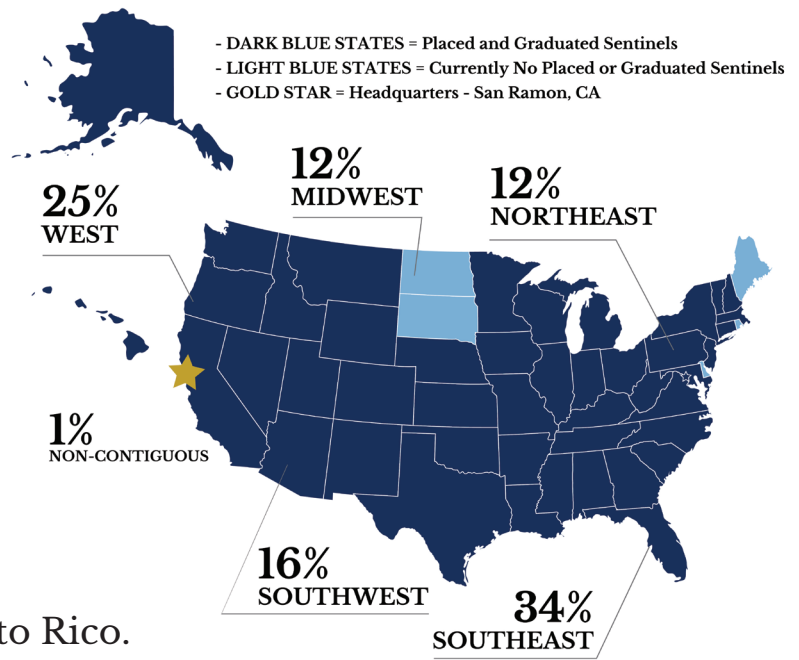 - DARK BLUE STATES = Placed and Graduated Sentinels
- LIGHT BLUE STATES = Currently No Placed or Graduated Sentinels
- GOLD STAR = Headquarters - San Ramon, CA
12%
MIDWEST
12%
NORTHEAST
25%
WEST
1%
NON-CONTIGUOUS
16%
SOUTHWEST
34%
SOUTHEAST
to Rico.